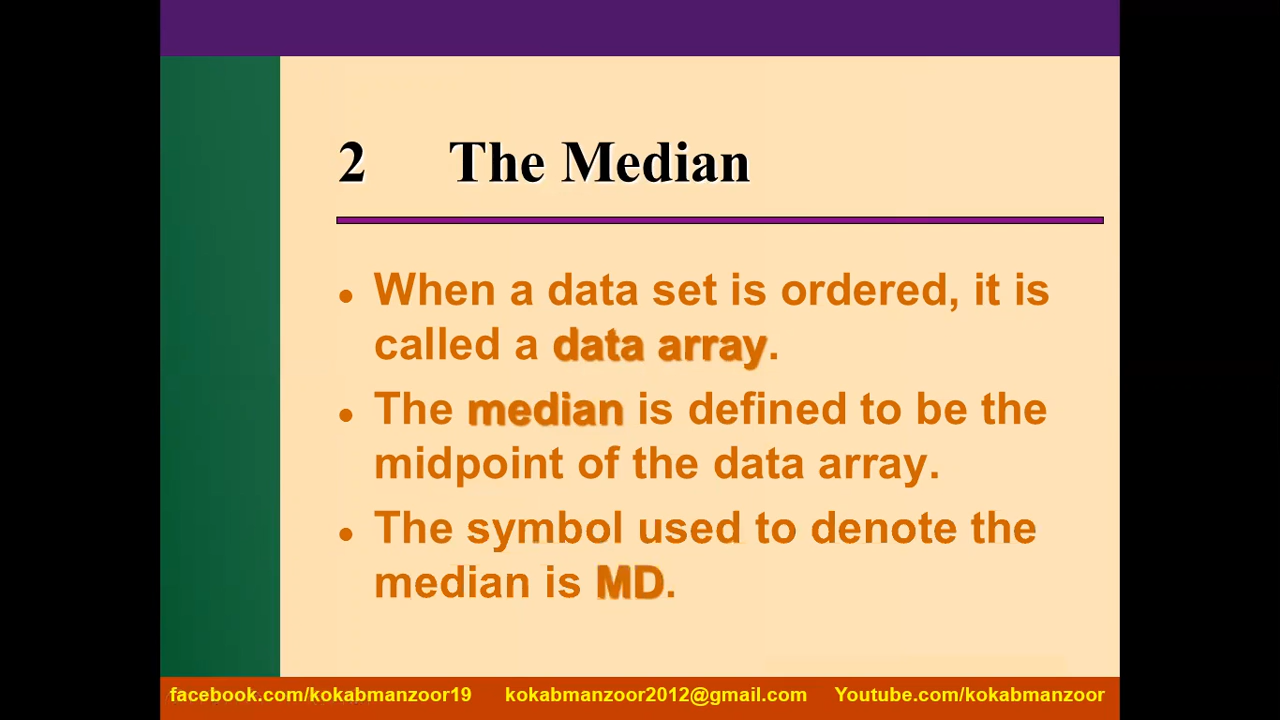 2 The Median
• When a data set is ordered, it is
called a data array.
• The median is defined to be the
midpoint of the data array.
• The symbol used to denote the
median is MD.
facebook.com/kokabmanzoor19 kokabmanzoor2012@gmail.com Youtube.com/kokabmanzoor